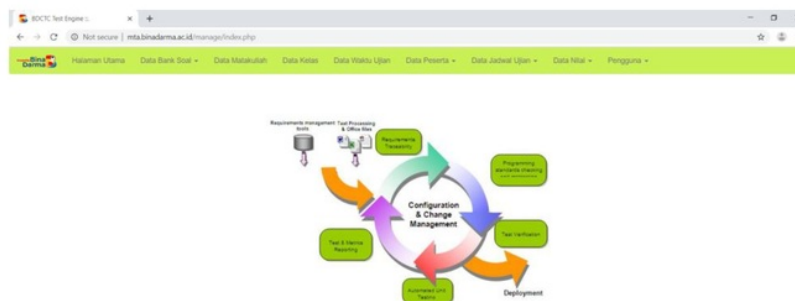 BDCTC Test Engine :.
Not secure | mta.binadarma.ac.id/manage/index.php
Bina Darma
Halaman Utama Data Bank Soal Data Matakuliah Data Kelas Data Waktu Ujian Data Peserta Data Jadwal Ujian Data Nilai Pengguna
Requirements management
tools
Test Processing
& Office files
Requirements
Traceability
Programming
standards checking
Configuration
& Change
Management
Test Verification
Test & Metrics
Reporting
Automated Unit
Testing
Deployment